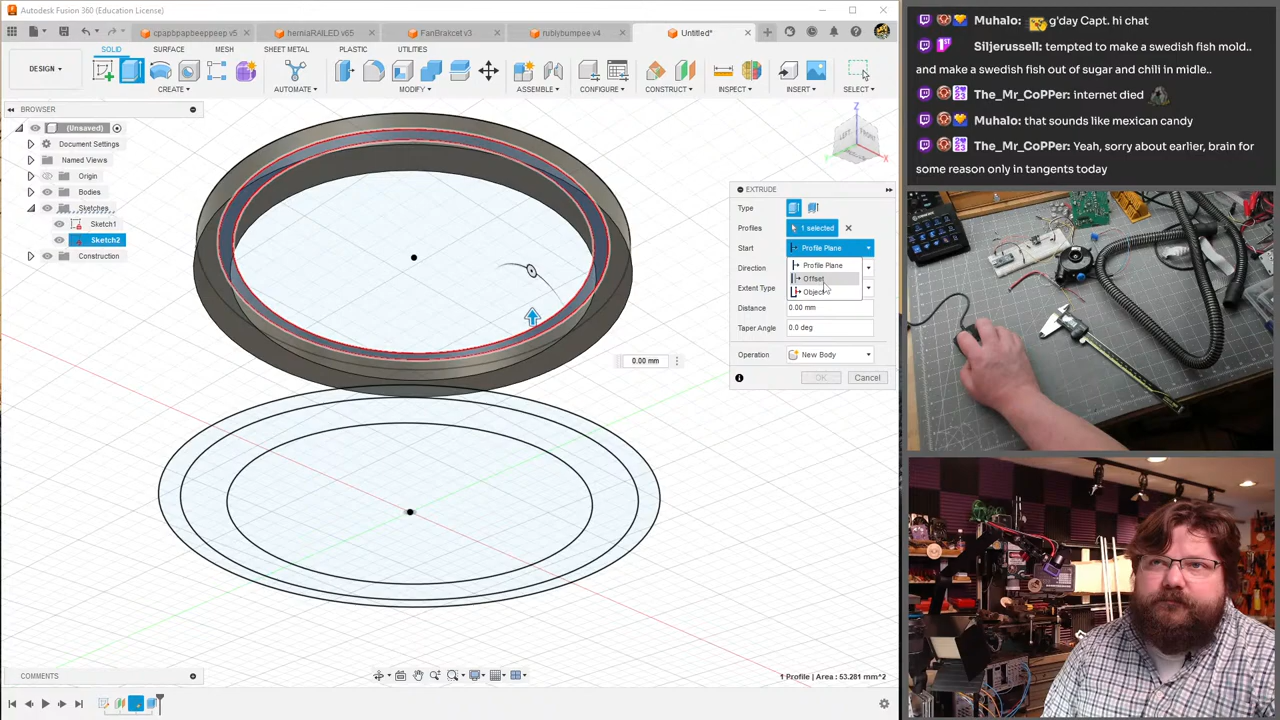 Autodesk Fusion 360 (Education License)
cpapbpapbeeppeep v5
herniaRAILED v65
FanBrakcet v3
rublybumpee v4
Untitled*
SOLID
SURFACE
MESH
SHEET METAL
PLASTIC
UTILITIES
DESIGN
CREATE
AUTOMATE
MODIFY
ASSEMBLE
CONFIGURE
CONSTRUCT
INSPECT
INSERT
SELECT
BROWSER
(Unsaved)
Document Settings
Named Views
Origin
Bodies
Sketches
Sketch1
Sketch2
Construction
Z
LEFT
FRONT
Y
X
EXTRUDE
Type
Profiles
1 selected
Start
Profile Plane
Profile Plane
Direction
Offset
Extent Type
Object
Distance
0.00 mm
Taper Angle
0.0 deg
Operation
New Body
OK
Cancel
0.00 mm
COMMENTS
1 Profile | Area : 53.281 mm^2
Muhalo: g'day Capt. hi chat
1ST
Siljerussell: tempted to make a swedish fish mold..
and make a swedish fish out of sugar and chili in midle..
The_Mr_CoPPer: internet died
Muhalo: that sounds like mexican candy
The_Mr_CoPPer: Yeah, sorry about earlier, brain for
some reason only in tangents today